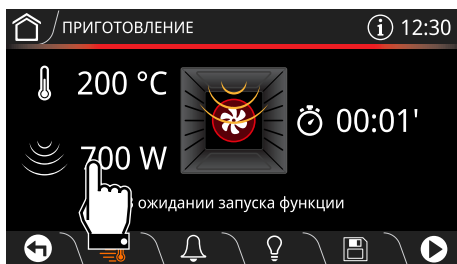 ПРИГОТОВЛЕНИЕ
i 12:30
200 °C
00:01'
700 W
ожидании запуска функции